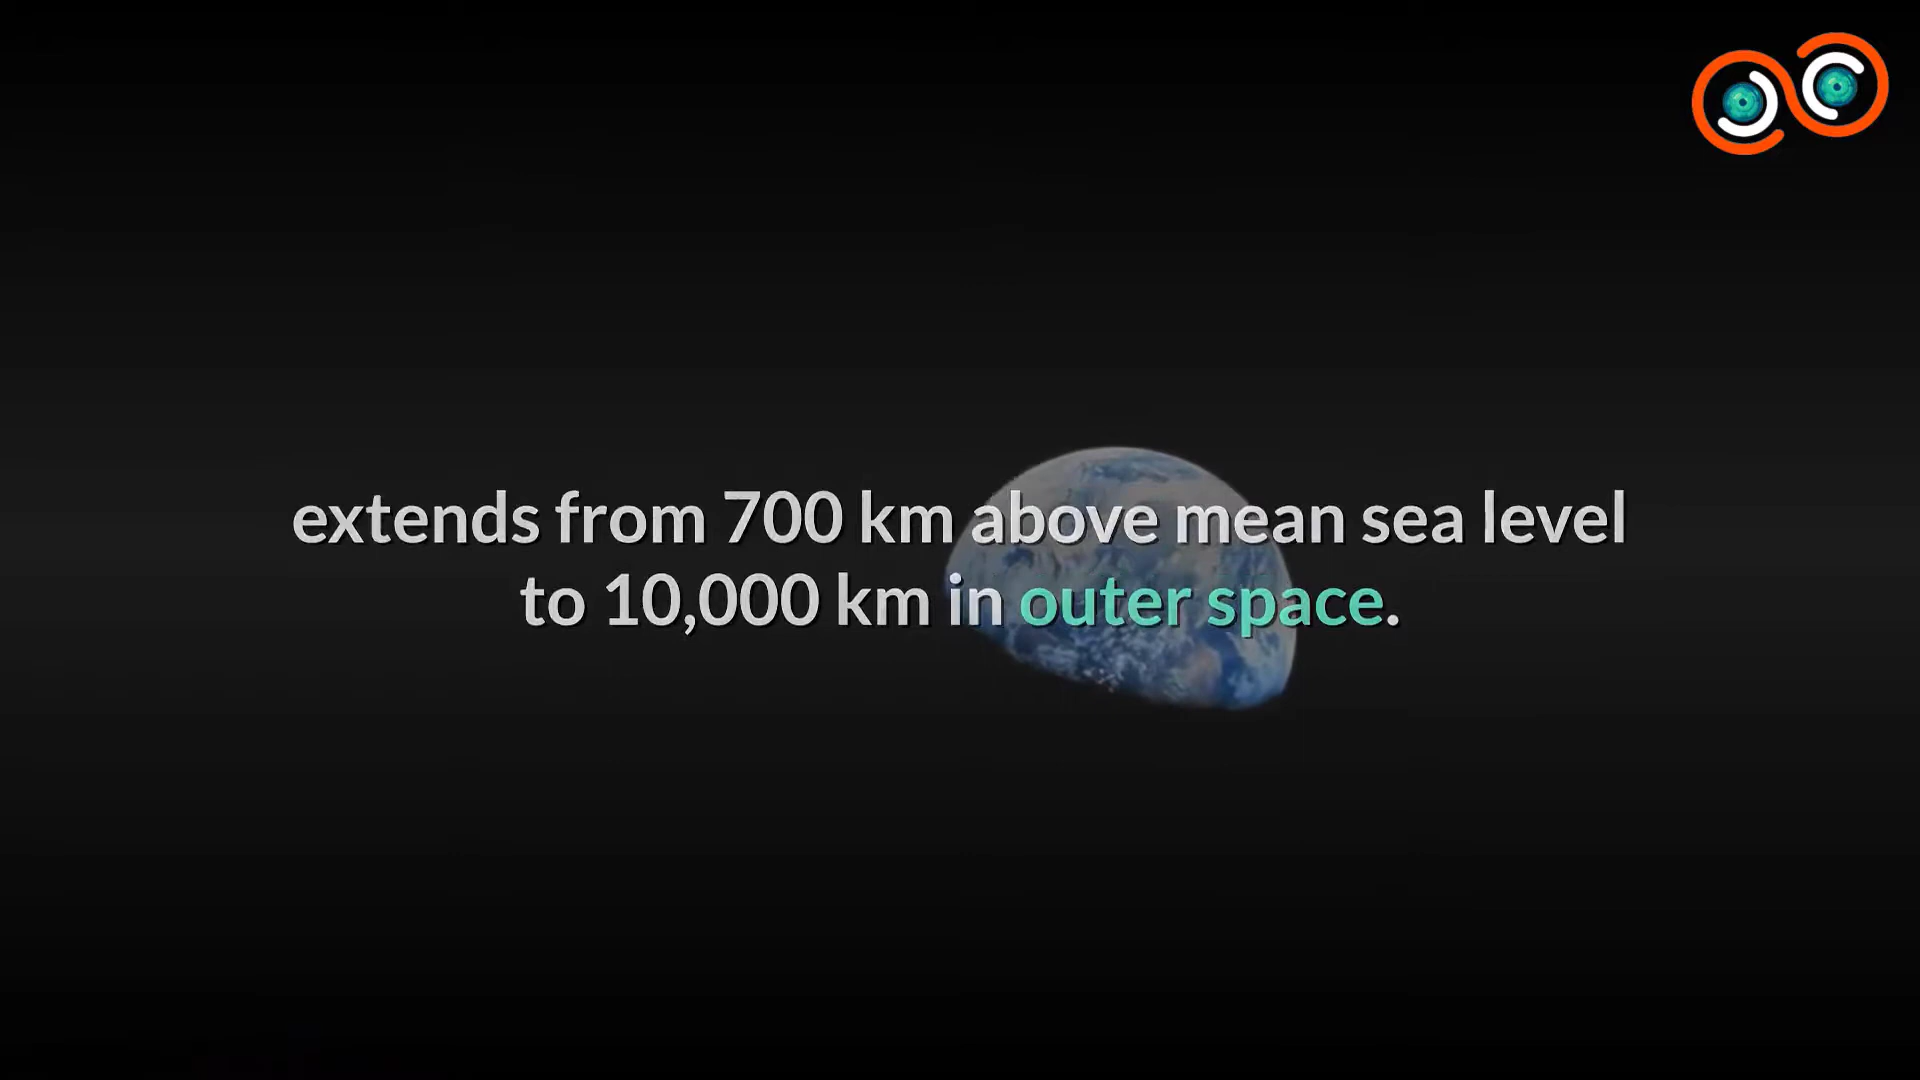 extends from 700 km above mean sea level
to 10,000 km in outer space.